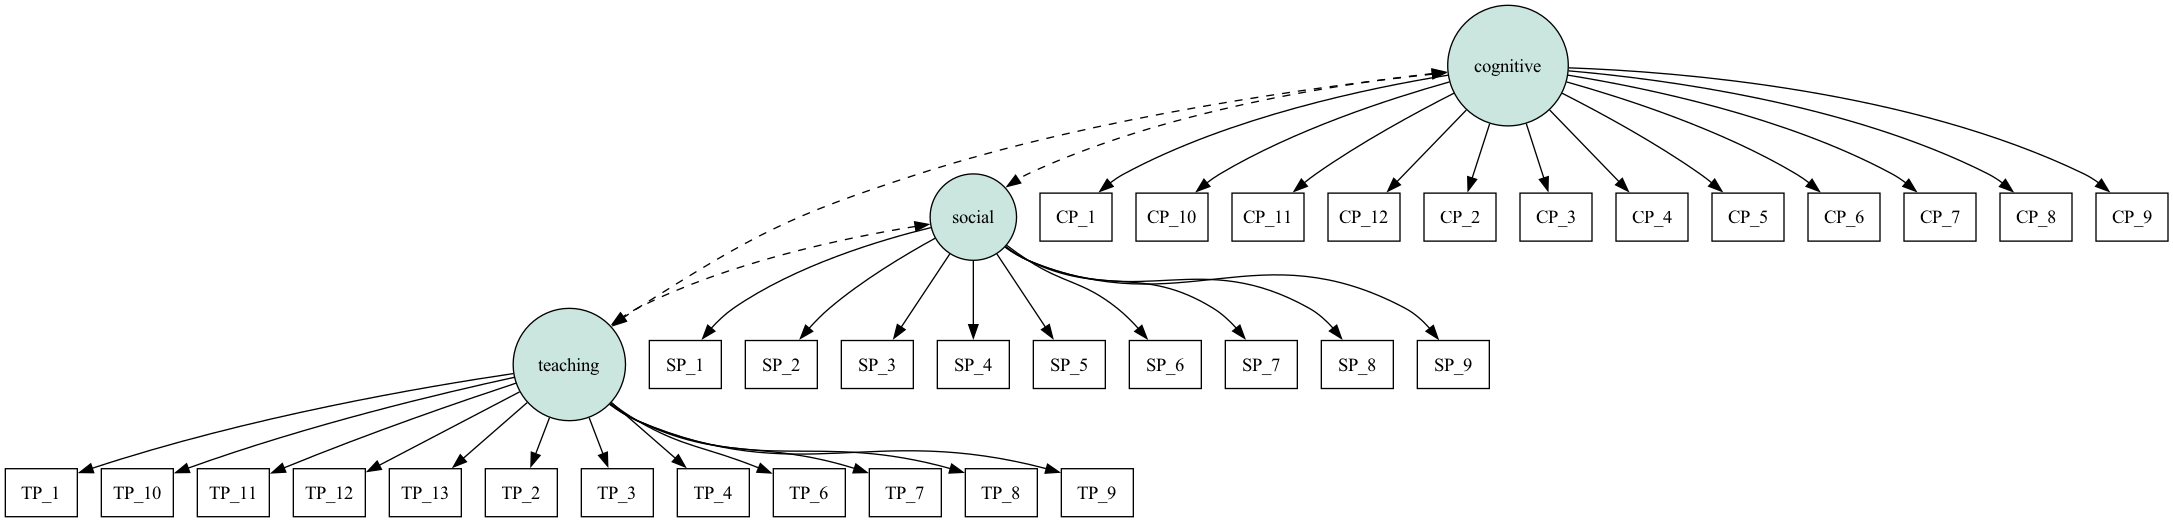 cognitive
social
CP_1
CP_10
CP_11
CP_12
CP_2
CP_3
CP_4
CP_5
CP_6
CP_7
CP_8
CP_9
teaching
SP_1
SP_2
SP_3
SP_4
SP_5
SP_6
SP_7
SP_8
SP_9
TP_1
TP_10
TP_11
TP_12
TP_13
TP_2
TP_3
TP_4
TP_6
TP_7
TP_8
TP_9